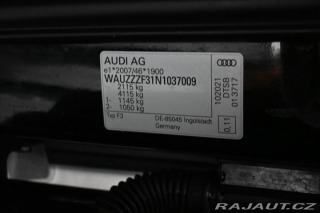 AUDI AG
e1*2007/46*1900
WAUZZZF31N1037009
2115 kg
4115 kg
1- 1145 kg
2- 1050 kg
Typ F3
DE-85045 Ingolstadt
Germany
102021
DTSB
013717
0,11
RAJAUT.CZ